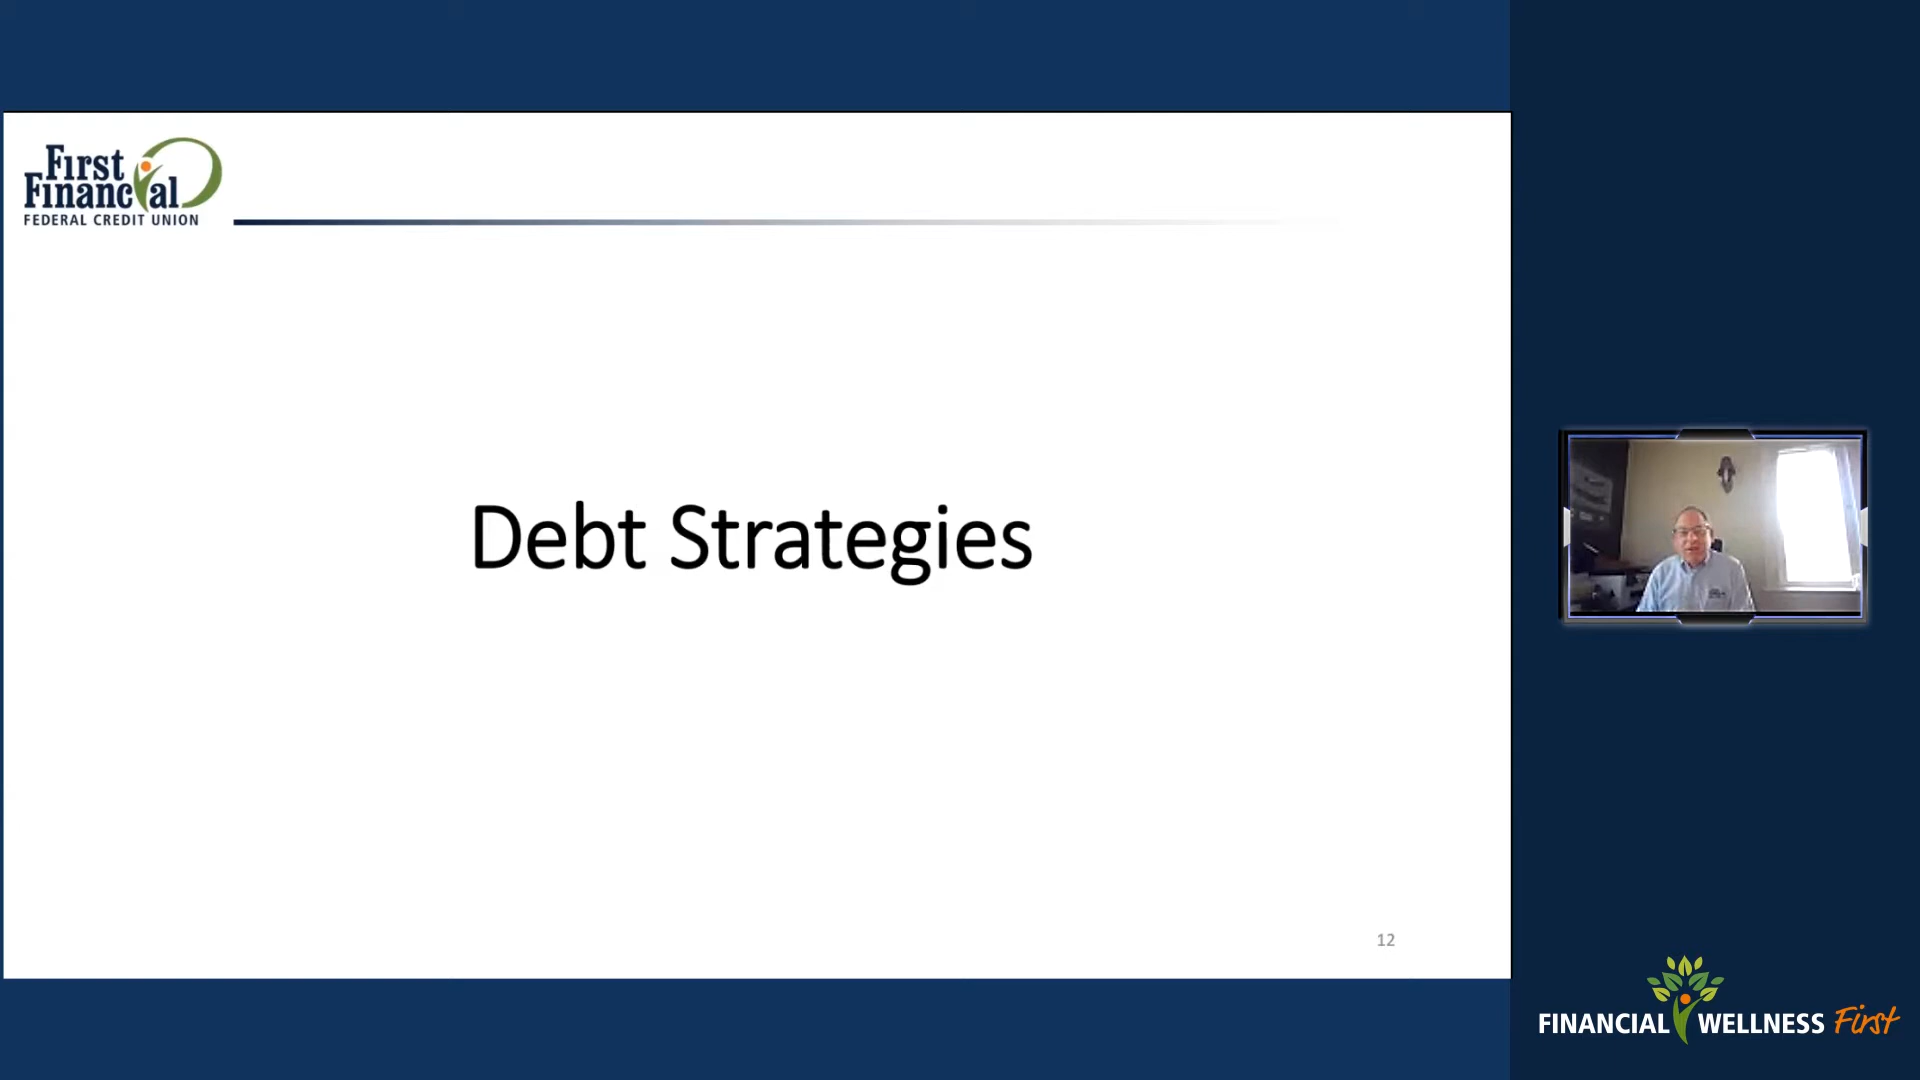 First
Financial
FEDERAL CREDIT UNION
Debt Strategies
12
FINANCIAL WELLNESS First